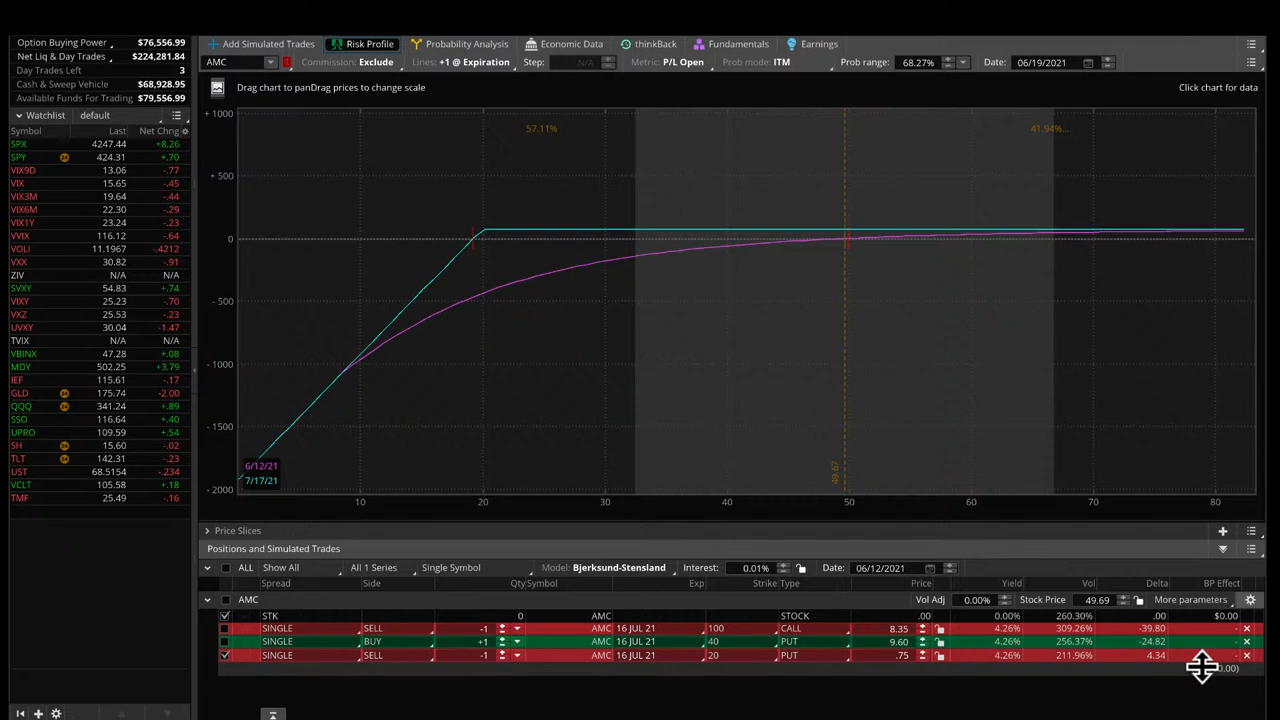 Option Buying Power $76,556.99
Net Liq & Day Trades $224,281.84
Day Trades Left 3
Cash & Sweep Vehicle $68,928.95
Available Funds For Trading $79,556.99
Watchlist default
Symbol Last Net Chng
SPX 4247.44 +8.26
SPY 424.31 +.70
VIX9D 13.06 -.77
VIX 15.65 -.45
VIX3M 19.64 -.44
VIX6M 22.30 -.29
VIX1Y 23.24 -.23
VVIX 116.12 -.64
VOLI 11.1967 -.4212
VXX 30.82 -.91
ZIV N/A N/A
SVXY 54.83 +.74
VIXY 25.23 -.70
VXZ 25.53 -.23
UVXY 30.04 -1.47
TVIX N/A N/A
VBINX 47.28 +.08
MDY 502.25 +3.79
IEF 115.61 -.17
GLD 175.74 -2.00
QQQ 341.24 +.89
SSO 116.64 +.40
UPRO 109.59 +.54
SH 15.60 -.02
TLT 142.31 -.23
UST 68.5154 -.234
VCLT 105.58 +.18
TMF 25.49 -.16
Add Simulated Trades Risk Profile Probability Analysis Economic Data thinkBack Fundamentals Earnings
AMC Commission: Exclude Lines: +1 @ Expiration Step: N/A Metric: P/L Open Prob mode: ITM Prob range: 68.27% Date: 06/19/2021
Drag chart to panDrag prices to change scale Click chart for data
+ 1000
57.11% 41.94%...
+ 500
0
- 500
- 1000
- 1500
- 2000
49.67
6/12/21
7/17/21
10 20 30 40 50 60 70 80
Price Slices
Positions and Simulated Trades
ALL Show All All 1 Series Single Symbol Model: Bjerksund-Stensland Interest: 0.01% Date: 06/12/2021
Spread Side Qty Symbol Exp Strike Type Price Yield Vol Delta BP Effect
AMC Vol Adj 0.00% Stock Price 49.69 More parameters
STK 0 AMC STOCK .00 0.00% 260.30% .00 $0.00
SINGLE SELL -1 AMC 16 JUL 21 100 CALL 8.35 4.26% 309.26% -39.80 -
SINGLE BUY +1 AMC 16 JUL 21 40 PUT 9.60 4.26% 256.37% -24.82 -
SINGLE SELL -1 AMC 16 JUL 21 20 PUT .75 4.26% 211.96% 4.34 -